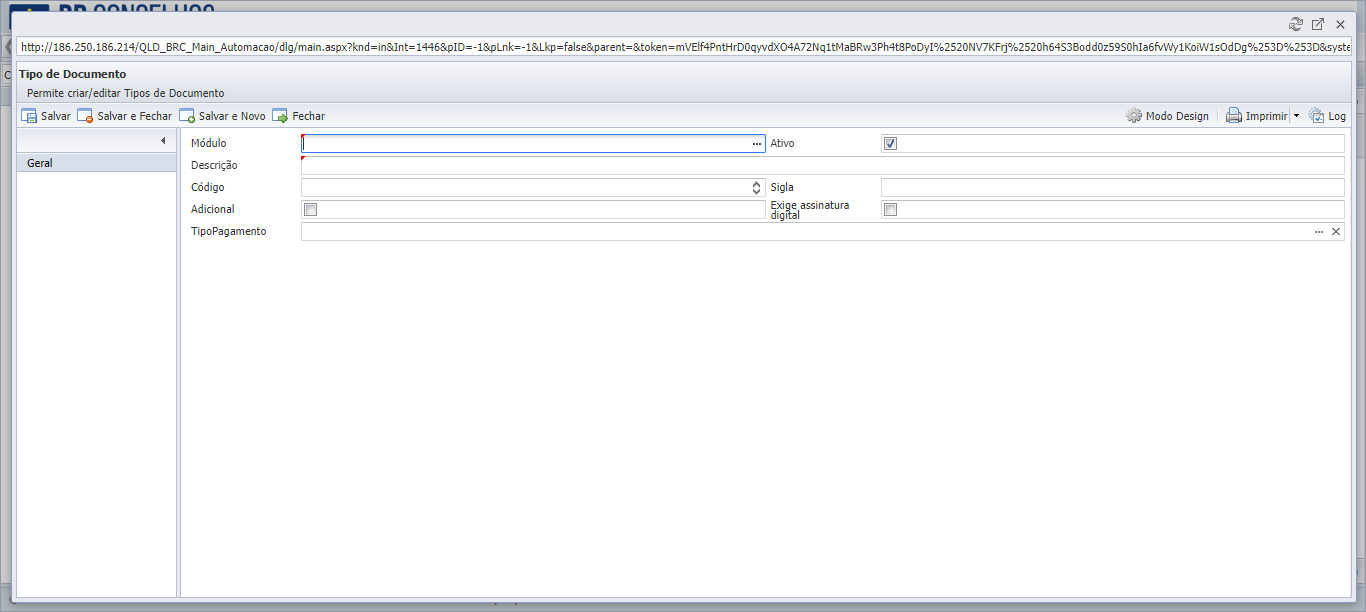 BR CONSELHOS
http://186.250.186.214/QLD_BRC_Main_Automacao/dlg/main.aspx?knd=in&Int=1446&pID=-1&pLnk=-1&Lkp=false&parent=&token=mVElf4PntHrD0qyvdXO4A72Nq1tMaBRw3Ph4t8PoDyI%2520NV7KFrj%2520h64S3Bodd0z59S0hIa6fvWy1KoiW1sOdDg%253D%253D&syste
Tipo de Documento
Permite criar/editar Tipos de Documento
Salvar Salvar e Fechar Salvar e Novo Fechar Modo Design Imprimir Log
Geral
Módulo ... Ativo
Descrição
Código Sigla
Adicional Exige assinatura
digital
TipoPagamento ...